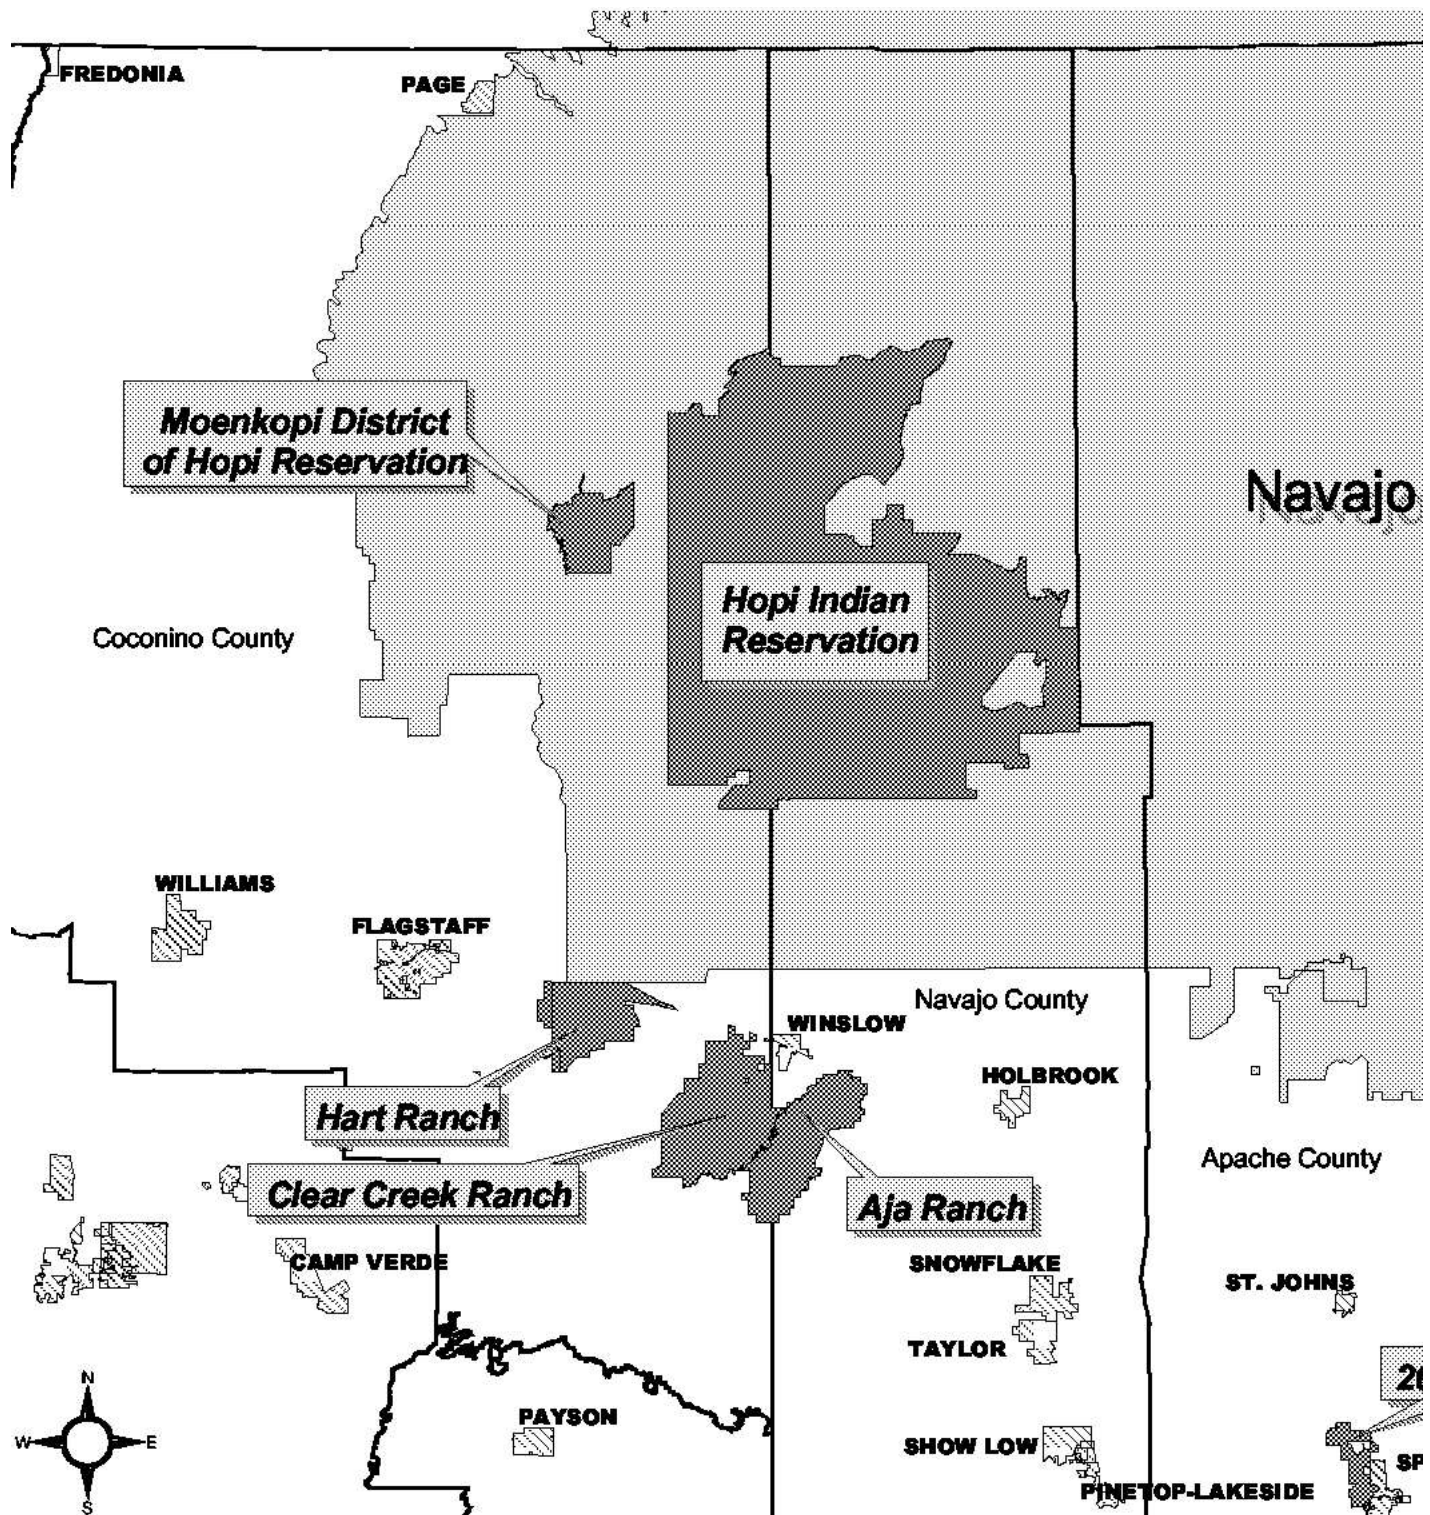 FREDONIA
PAGE
Moenkopi District
of Hopi Reservation
Navajo
Hopi Indian
Reservation
Coconino County
WILLIAMS
FLAGSTAFF
Navajo County
WINSLOW
HOLBROOK
Hart Ranch
Apache County
Clear Creek Ranch
Aja Ranch
CAMP VERDE
SNOWFLAKE
ST. JOHNS
TAYLOR
N
W
E
S
PAYSON
SHOW LOW
SP
PINETOP-LAKESIDE